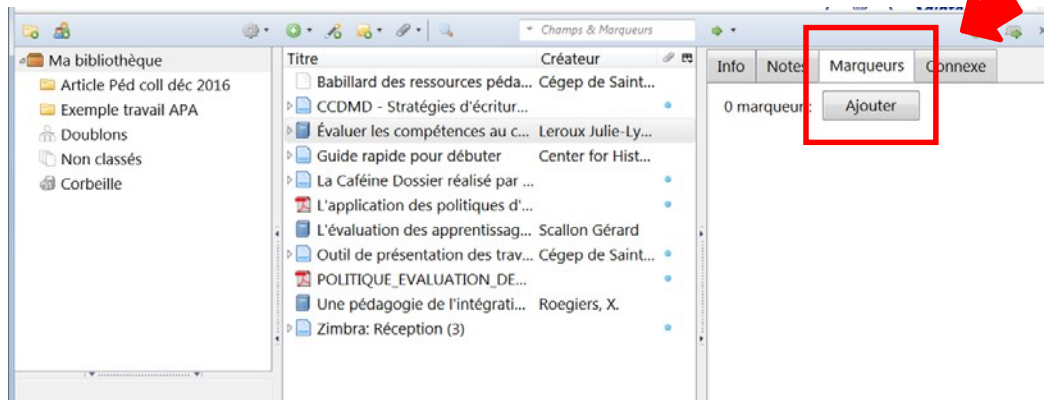 Champs & Marqueurs
Ma bibliothèque
Article Péd coll déc 2016
Exemple travail APA
Doublons
Non classés
Corbeille
Titre Créateur
Babillard des ressources péda... Cégep de Saint...
CCDMD - Stratégies d'écritur...
Évaluer les compétences au c... Leroux Julie-Ly...
Guide rapide pour débuter Center for Hist...
La Caféine Dossier réalisé par ...
L'application des politiques d'...
L'évaluation des apprentissag... Scallon Gérard
Outil de présentation des trav... Cégep de Saint...
POLITIQUE_EVALUATION_DE...
Une pédagogie de l'intégrati... Roegiers, X.
Zimbra: Réception (3)
Info Notes Marqueurs Connexe
0 marqueur : Ajouter